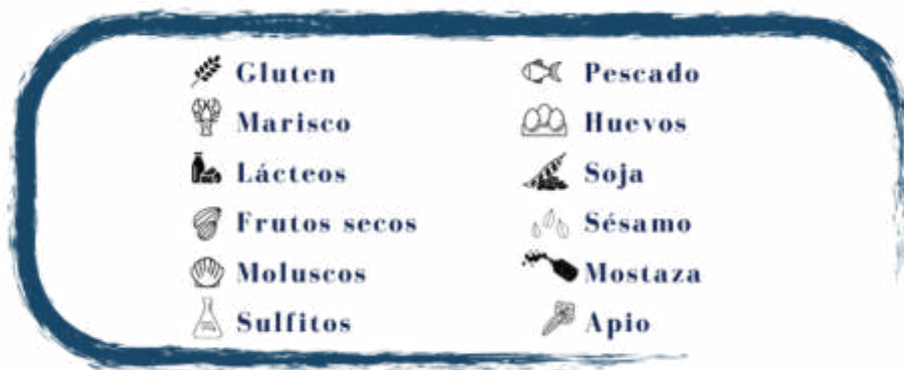 Gluten
Marisco
Lácteos
Frutos secos
Moluscos
Sulfitos
Pescado
Huevos
Soja
Sésamo
Mostaza
Apio